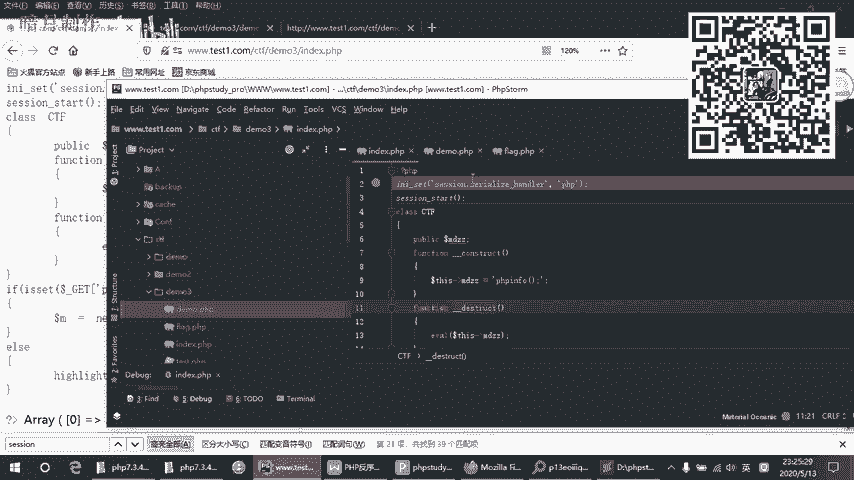 文件(F) 编辑(E) 查看(V) 历史(S) 书签(B) 工具(T) 帮助(H)
http://www.test1.com/ctf/dem
www.test1.com/ctf/demo3/index.php
120%
火狐官方站点 新手上路 常用网址 京东商城
ini_set('session
session_start();
class CTF
{
public $
function
{
$
}
function
{
e
}
}
if(isset($_GET['p
{
$m = ne
}
else
{
highlight
}
?> Array ( [0] =>
www.test1.com [D:\phpstudy_pro\WWW\www.test1.com] - ...\ctf\demo3\index.php [www.test1.com] - PhpStorm
File Edit View Navigate Code Refactor Run Tools VCS Window Help
www.test1.com ctf demo3 index.php
Project
index.php demo.php flag.php
A
backup
cache
Conf
ctf
demo
demo2
demo3
demo.php
flag.php
index.php
test.php
1: Project
Z: Structure
2: Favorites
1 ?php
2 ini_set('session.serialize_handler', 'php');
3 session_start();
4 class CTF
5 {
6 public $mdzz;
7 function __construct()
8 {
9 $this->mdzz = 'phpinfo();';
10 }
11 function __destruct()
12 {
13 eval($this->mdzz);
CTF > __destruct()
Debug: index.php
3: Find 5: Debug 6: TODO Terminal
Material Oceanic 11:21 CRLF
session
高亮全部(A) 区分大小写(C) 匹配变音符号(I) 匹配词句(W) 第 21 项，共找到 39 个匹配项
php7.3.4... php7.3.4... www.test... PHP反序... phpstudy... Mozilla Fi... p13eoiiq... D:\phpst...
英
23:25:29
2020/5/13